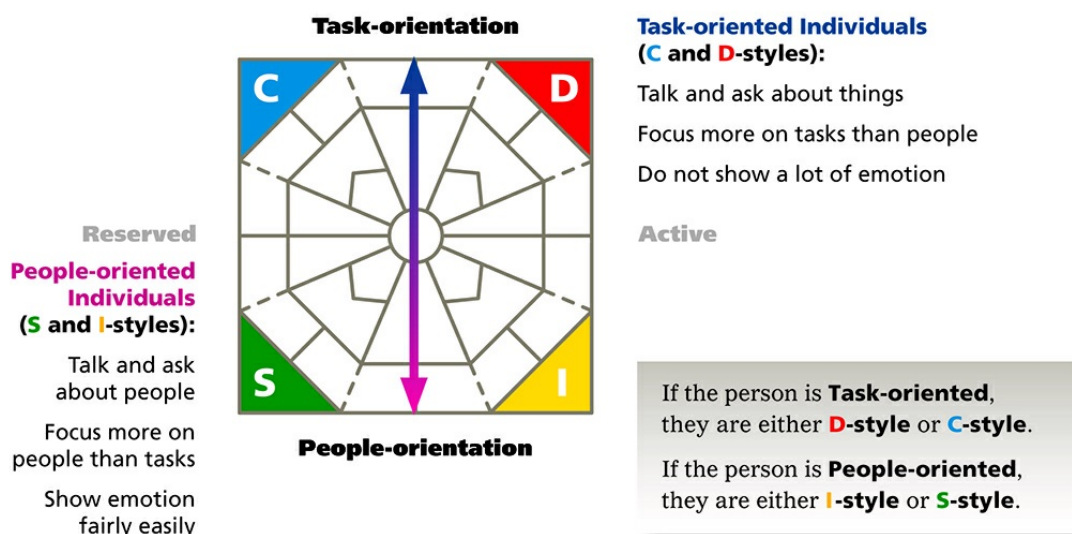 Task-orientation
C
D
S
I
People-orientation
Reserved
Active
Task-oriented Individuals
(C and D-styles):
Talk and ask about things
Focus more on tasks than people
Do not show a lot of emotion
People-oriented
Individuals
(S and I-styles):
Talk and ask
about people
Focus more on
people than tasks
Show emotion
fairly easily
If the person is Task-oriented,
they are either D-style or C-style.
If the person is People-oriented,
they are either I-style or S-style.